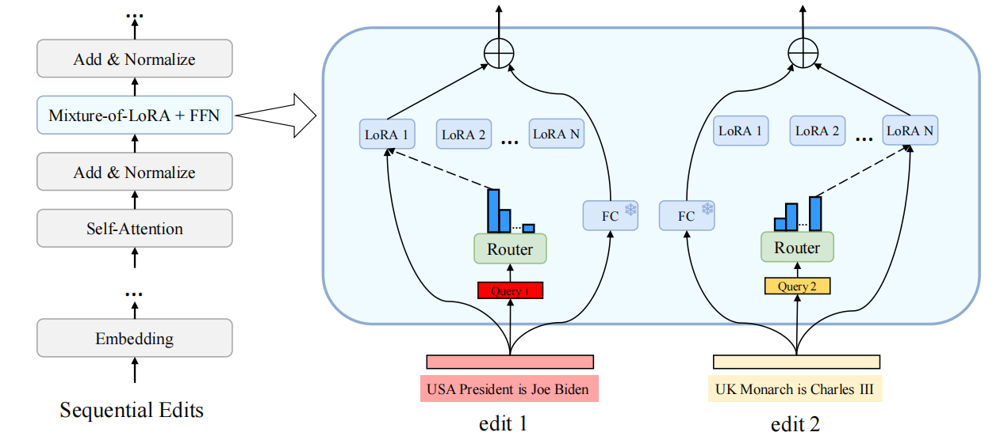 ...
Add & Normalize
Mixture-of-LoRA + FFN
Add & Normalize
Self-Attention
...
Embedding
Sequential Edits
LoRA 1
LoRA 2
...
LoRA N
FC
...
Router
Query 1
USA President is Joe Biden
edit 1
LoRA 1
LoRA 2
...
LoRA N
FC
...
Router
Query 2
UK Monarch is Charles III
edit 2